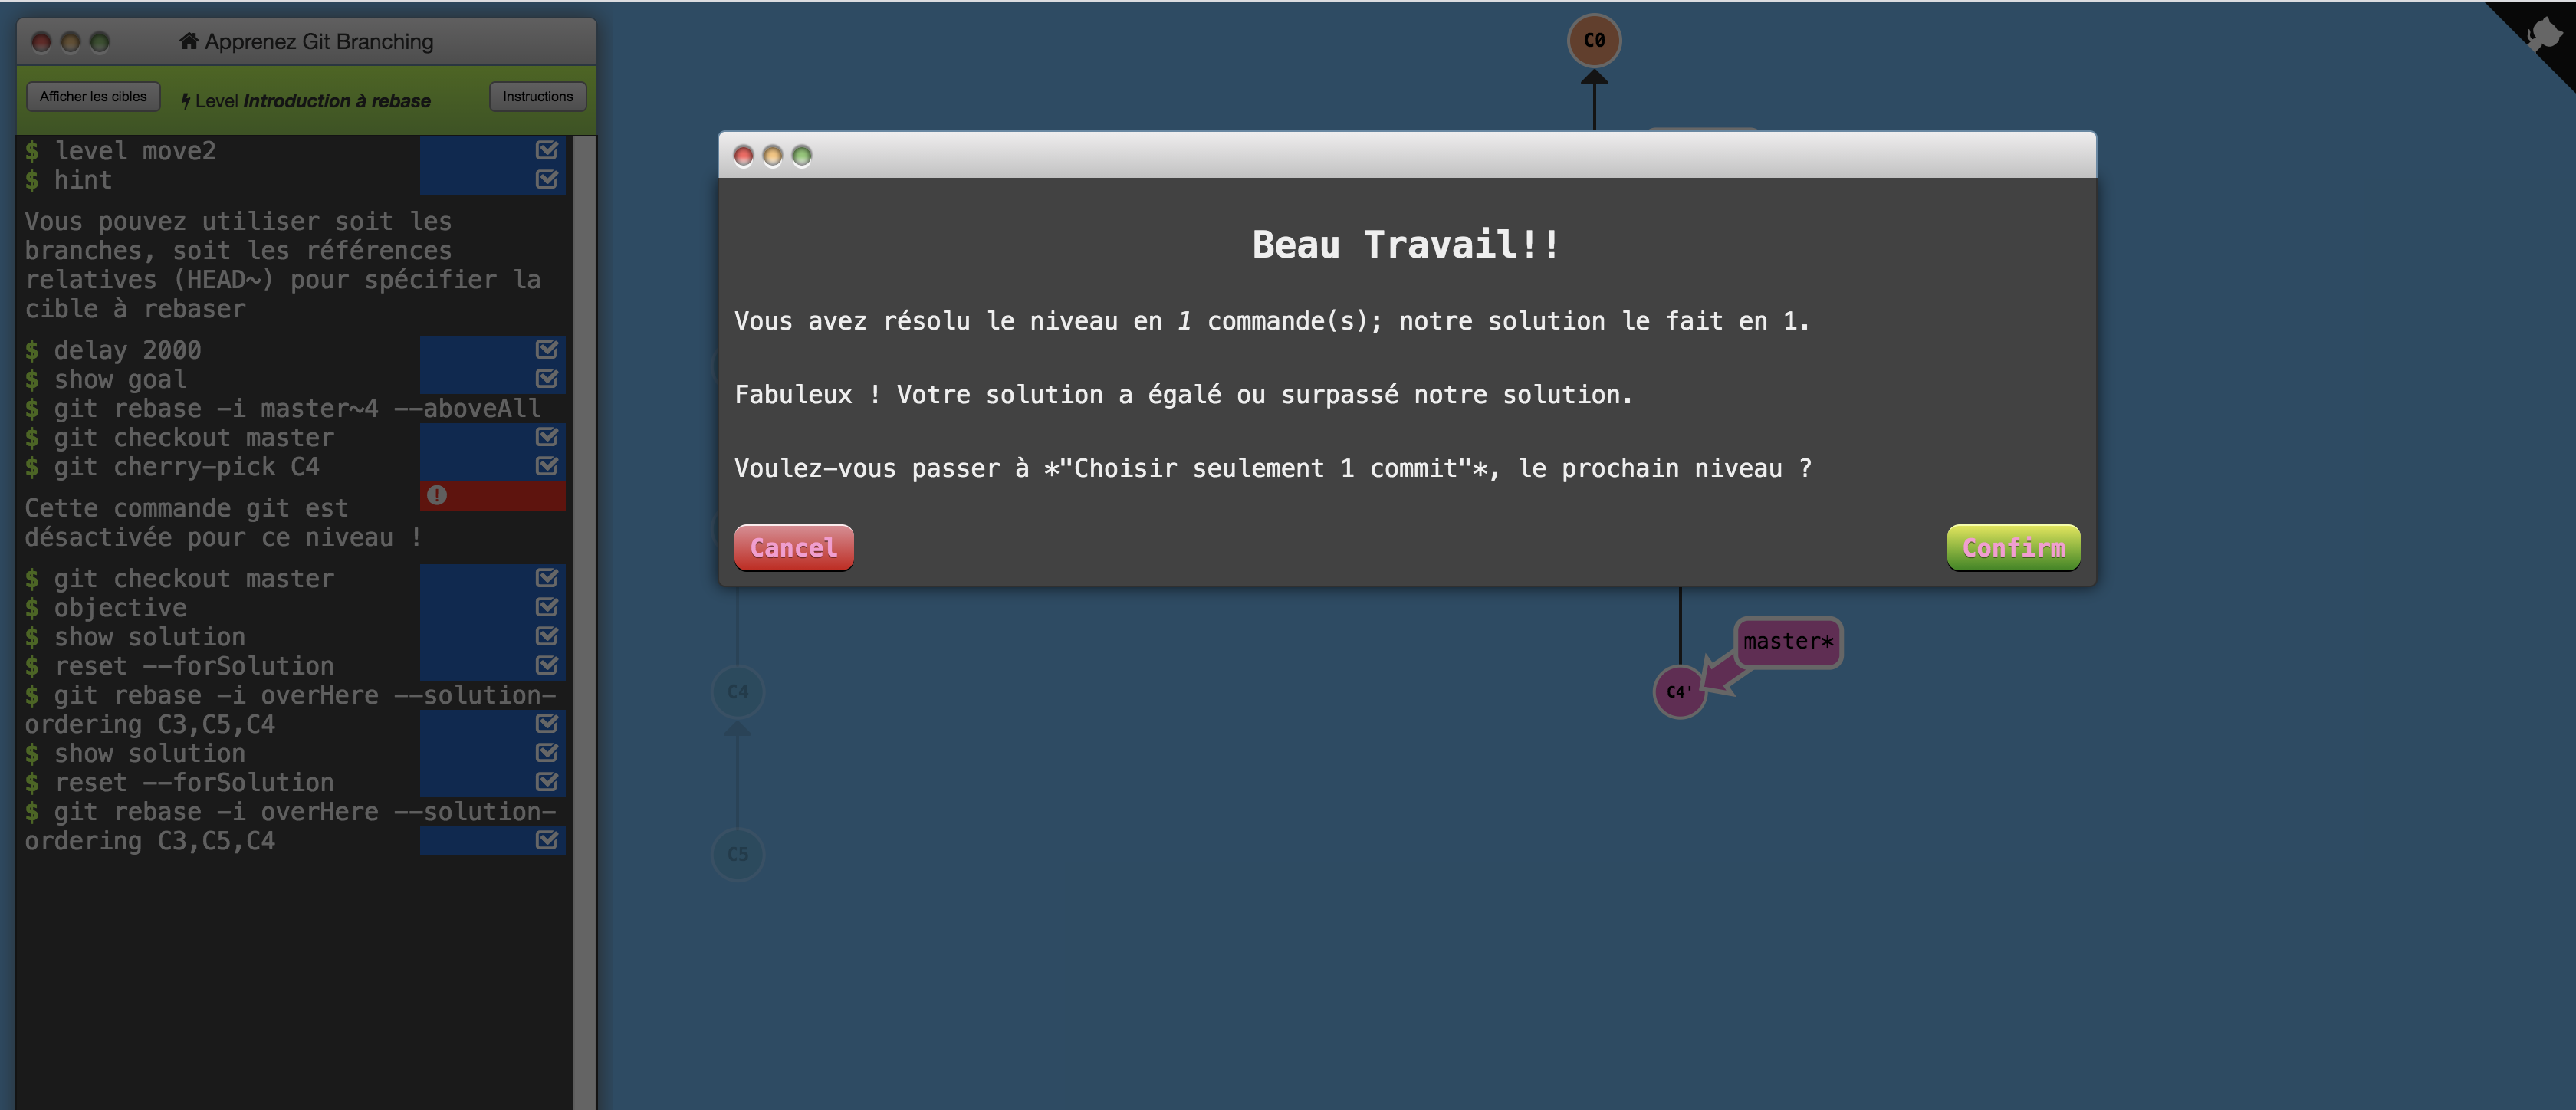 Apprenez Git Branching
Afficher les cibles
Level Introduction à rebase
Instructions
$ level move2
$ hint
Vous pouvez utiliser soit les
branches, soit les références
relatives (HEAD~) pour spécifier la
cible à rebaser
$ delay 2000
$ show goal
$ git rebase -i master~4 --aboveAll
$ git checkout master
$ git cherry-pick C4
Cette commande git est
désactivée pour ce niveau !
$ git checkout master
$ objective
$ show solution
$ reset --forSolution
$ git rebase -i overHere --solution-
ordering C3,C5,C4
$ show solution
$ reset --forSolution
$ git rebase -i overHere --solution-
ordering C3,C5,C4
C0
Beau Travail!!
Vous avez résolu le niveau en 1 commande(s); notre solution le fait en 1.
Fabuleux ! Votre solution a égalé ou surpassé notre solution.
Voulez-vous passer à *"Choisir seulement 1 commit"*, le prochain niveau ?
Cancel
Confirm
master*
C4
C4'
C5